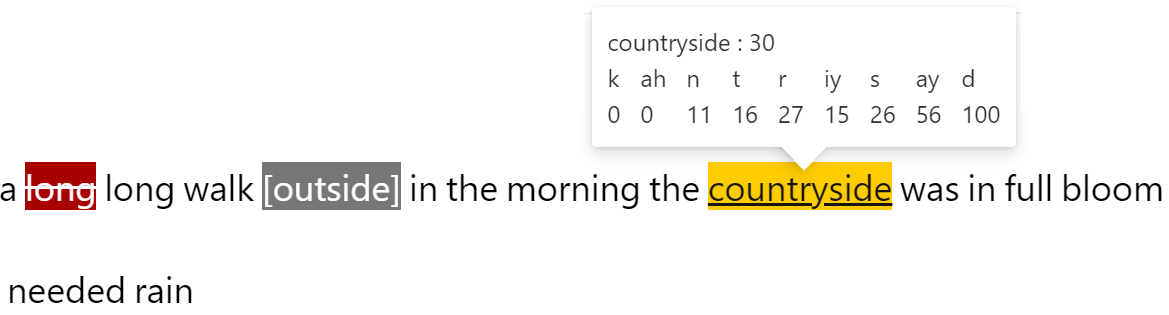 countryside : 30
k ah n t r iy s ay d
0 0 11 16 27 15 26 56 100
a long long walk [outside] in the morning the countryside was in full bloom
needed rain